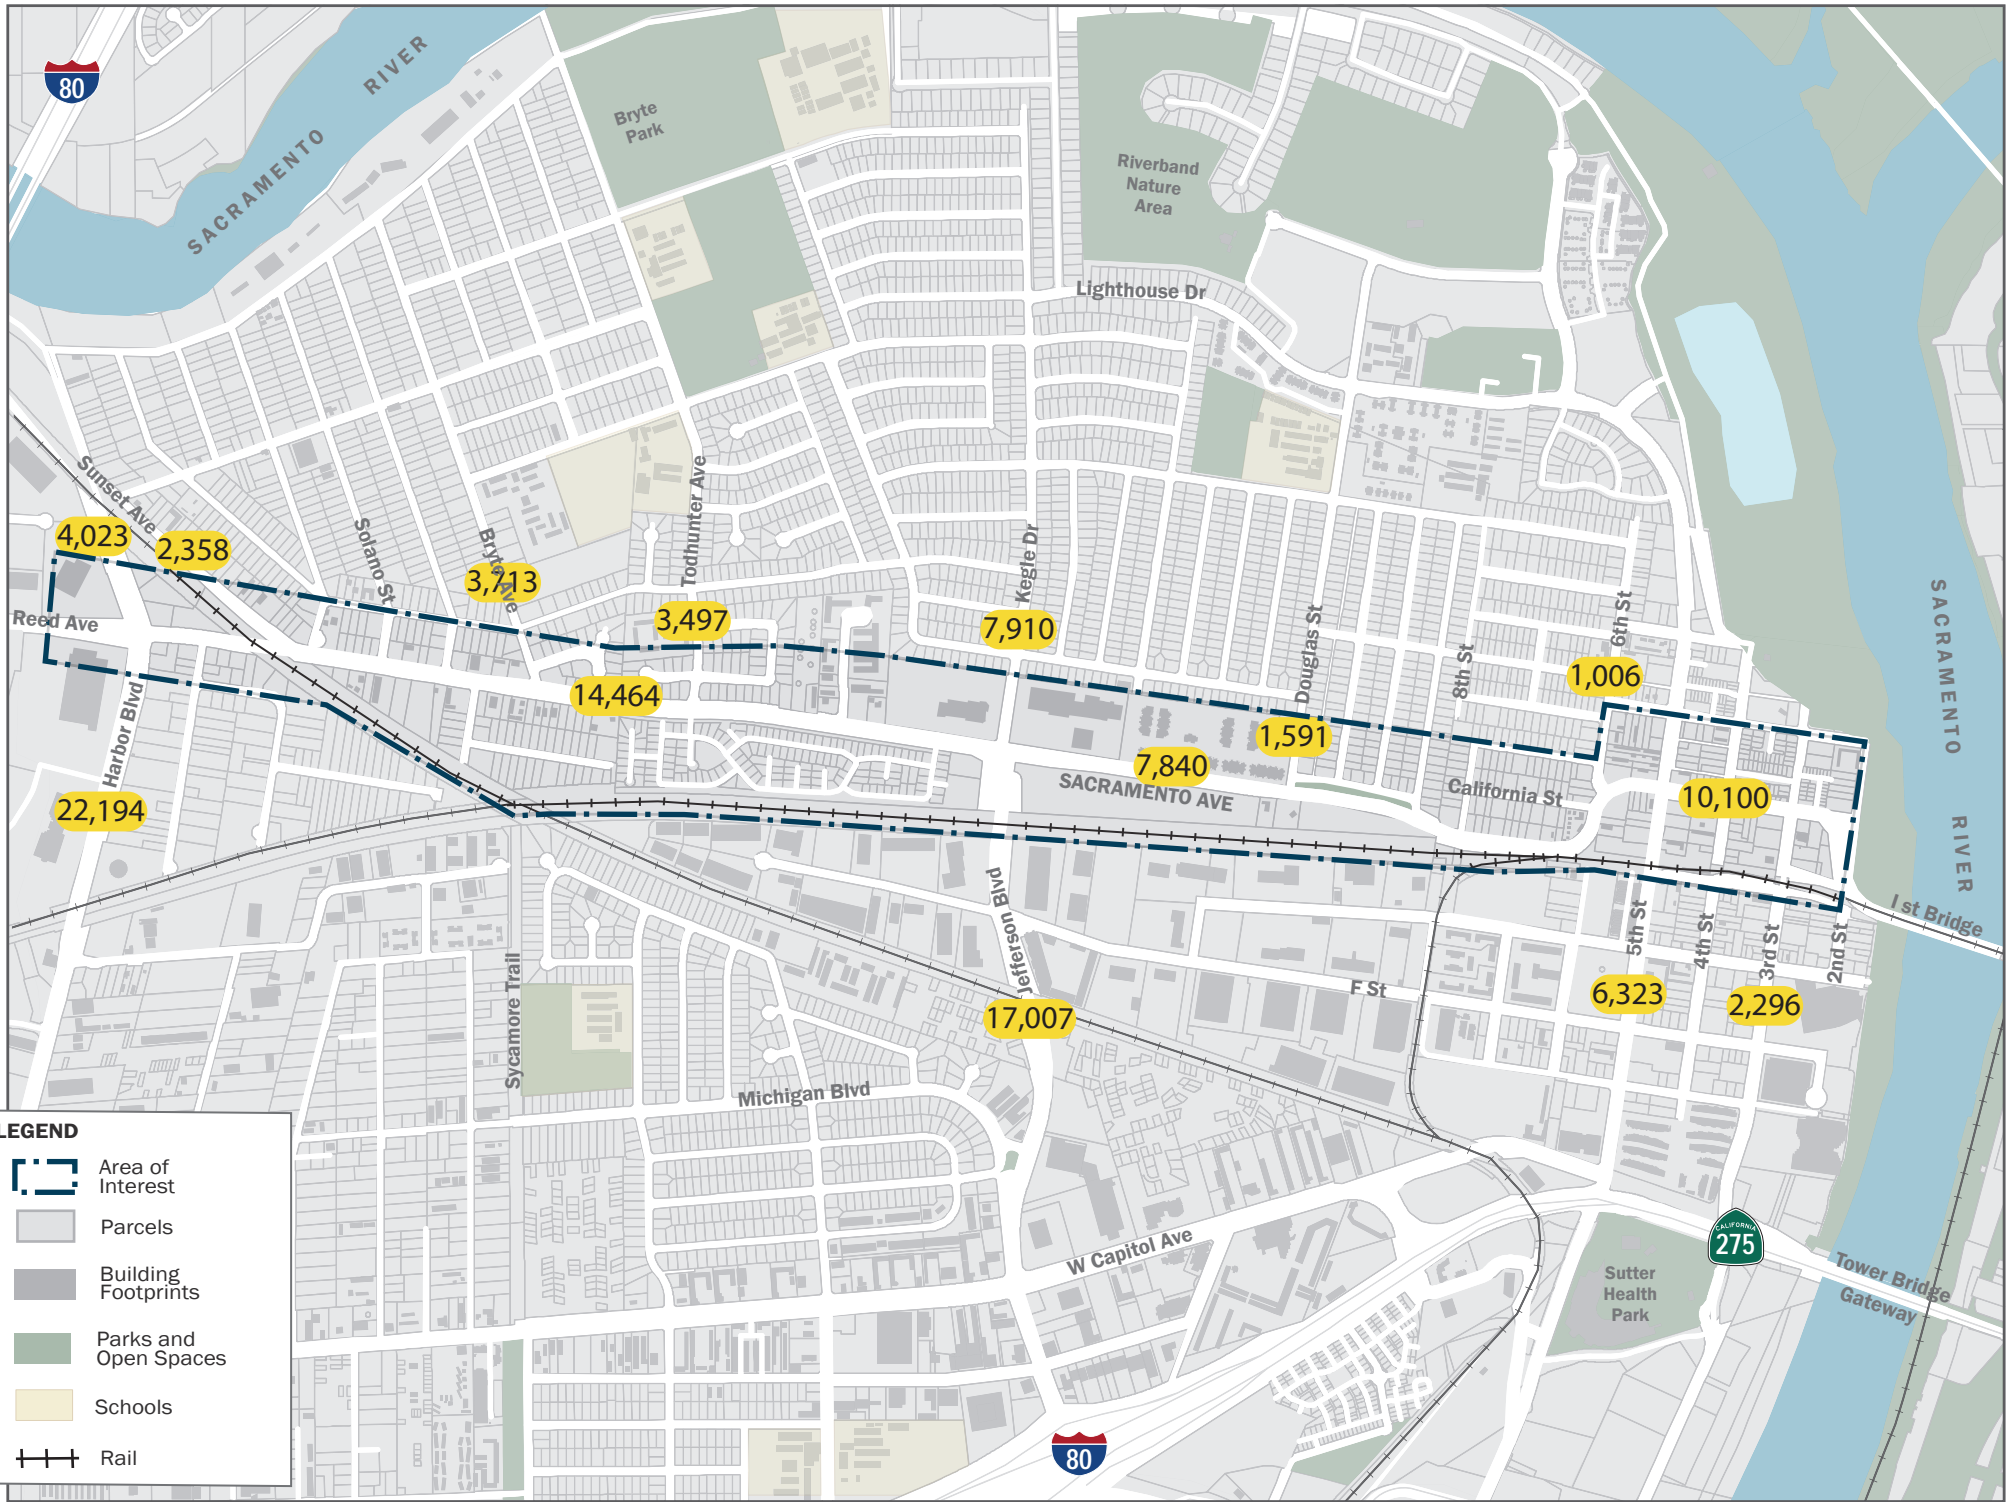 80
SACRAMENTO RIVER
Bryte
Park
Riverband
Nature
Area
Lighthouse Dr
Sunset Ave
4,023
2,358
Solano St
Bryte Ave
3,713
Todhunter Ave
3,497
Kegle Dr
7,910
Reed Ave
14,464
Douglas St
8th St
6th St
1,006
1,591
7,840
SACRAMENTO AVE
California St
10,100
SACRAMENTO RIVER
Harbor Blvd
22,194
I st Bridge
Sycamore Trail
Jefferson Blvd
17,007
F St
5th St
4th St
3rd St
2nd St
6,323
2,296
Michigan Blvd
W Capitol Ave
CALIFORNIA
275
Sutter
Health
Park
Tower Bridge
Gateway
80
LEGEND
Area of
Interest
Parcels
Building
Footprints
Parks and
Open Spaces
Schools
Rail